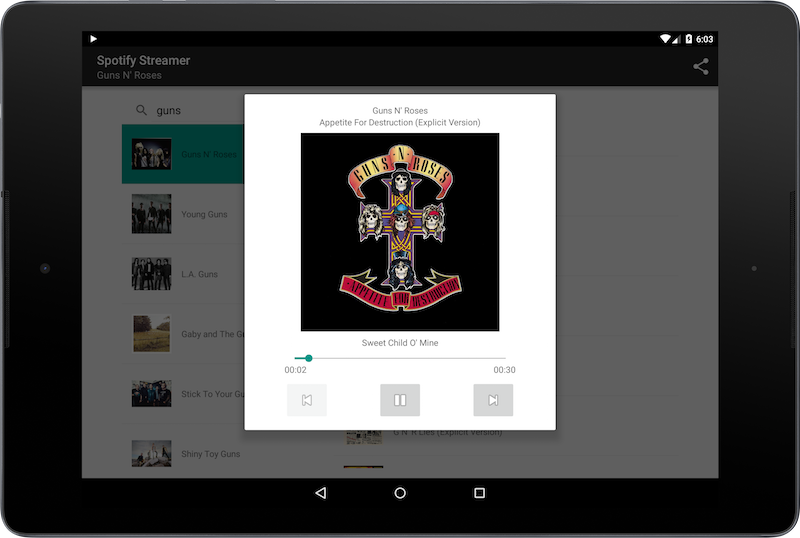 6:03
Spotify Streamer
Guns N' Roses
guns
Guns N' Roses
Young Guns
L.A. Guns
Gaby and The G
Stick To Your Gu
Shiny Toy Guns
Guns N' Roses
Appetite For Destruction (Explicit Version)
GUNS N ROSES
APPETITE FOR DESTRUCTION
Sweet Child O' Mine
00:02
00:30
G N' R Lies (Explicit Version)